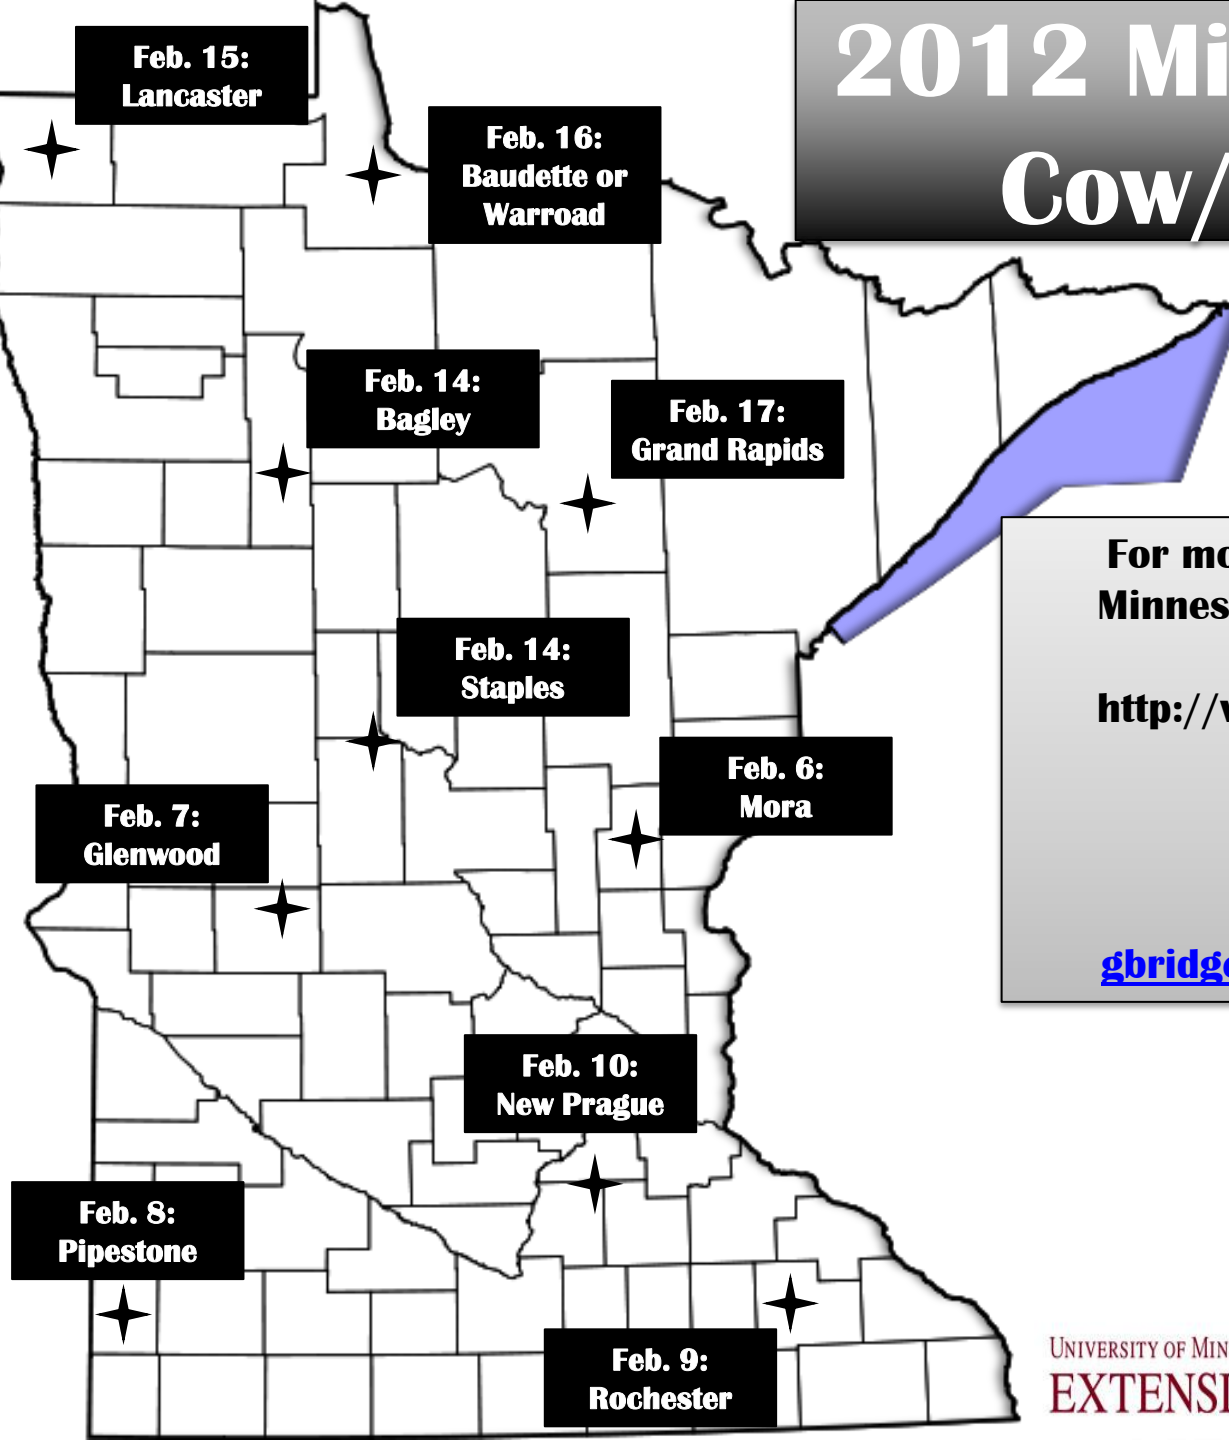 2012 Mi
Cow/
Feb. 15:
Lancaster
Feb. 16:
Baudette or
Warroad
Feb. 14:
Bagley
Feb. 17:
Grand Rapids
For mo
Minnes
http://
Feb. 14:
Staples
Feb. 6:
Mora
Feb. 7:
Glenwood
gbridg
Feb. 10:
New Prague
Feb. 8:
Pipestone
Feb. 9:
Rochester
UNIVERSITY OF MIN
EXTENSI